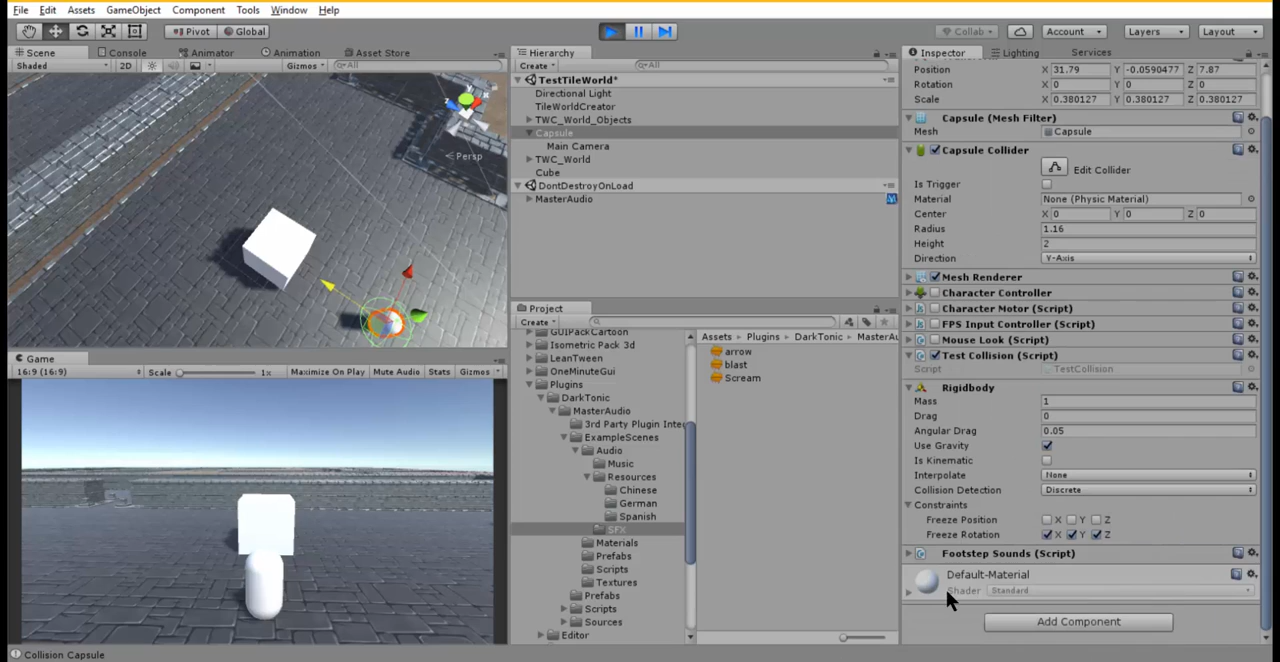 File Edit Assets GameObject Component Tools Window Help
Pivot Global Collab Account Layers Layout
Scene Console Animator Animation Asset Store
Shaded 2D Gizmos All
Persp
Game
16:9 (16:9) Scale 1x Maximize On Play Mute Audio Stats Gizmos
Hierarchy
Create All
TestTileWorld*
Directional Light
TileWorldCreator
TWC_World_Objects
Capsule
Main Camera
TWC_World
Cube
DontDestroyOnLoad
MasterAudio
Project
Create
GUIPackCartoon
Isometric Pack 3d
LeanTween
OneMinuteGui
Plugins
DarkTonic
MasterAudio
3rd Party Plugin Inte
ExampleScenes
Audio
Music
Resources
Chinese
German
Spanish
SFX
Materials
Prefabs
Scripts
Textures
Prefabs
Scripts
Sources
Editor
Assets Plugins DarkTonic MasterAu
arrow
blast
Scream
Inspector Lighting Services
Position X 31.79 Y -0.0590477 Z 7.87
Rotation X 0 Y 0 Z 0
Scale X 0.380127 Y 0.380127 Z 0.380127
Capsule (Mesh Filter)
Mesh Capsule
Capsule Collider
Edit Collider
Is Trigger
Material None (Physic Material)
Center X 0 Y 0 Z 0
Radius 1.16
Height 2
Direction Y-Axis
Mesh Renderer
Character Controller
Character Motor (Script)
FPS Input Controller (Script)
Mouse Look (Script)
Test Collision (Script)
Script TestCollision
Rigidbody
Mass 1
Drag 0
Angular Drag 0.05
Use Gravity
Is Kinematic
Interpolate None
Collision Detection Discrete
Constraints
Freeze Position X Y Z
Freeze Rotation X Y Z
Footstep Sounds (Script)
Default-Material
Shader Standard
Add Component
Collision Capsule